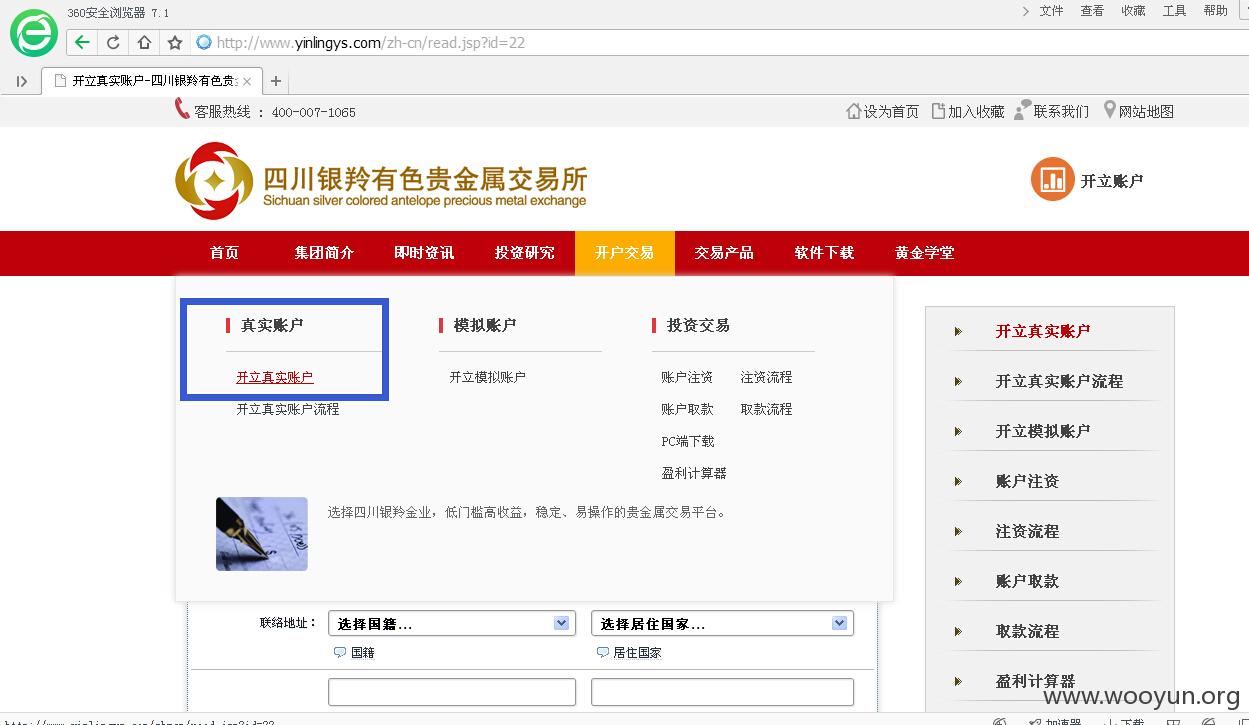 360安全浏览器 7.1
文件 查看 收藏 工具 帮助
http://www.yinlingys.com/zh-cn/read.jsp?id=22
开立真实账户-四川银羚有色贵
客服热线 : 400-007-1065
设为首页 加入收藏 联系我们 网站地图
四川银羚有色贵金属交易所
Sichuan silver colored antelope precious metal exchange
开立账户
首页 集团简介 即时资讯 投资研究 开户交易 交易产品 软件下载 黄金学堂
真实账户 模拟账户 投资交易
开立真实账户 开立模拟账户 账户注资 注资流程
开立真实账户流程 账户取款 取款流程
PC端下载
盈利计算器
选择四川银羚金业，低门槛高收益，稳定、易操作的贵金属交易平台。
开立真实账户
开立真实账户流程
开立模拟账户
账户注资
注资流程
账户取款
取款流程
盈利计算器
联络地址： 选择国籍... 选择居住国家...
国籍 居住国家
www.wooyun.org
加速器 下载